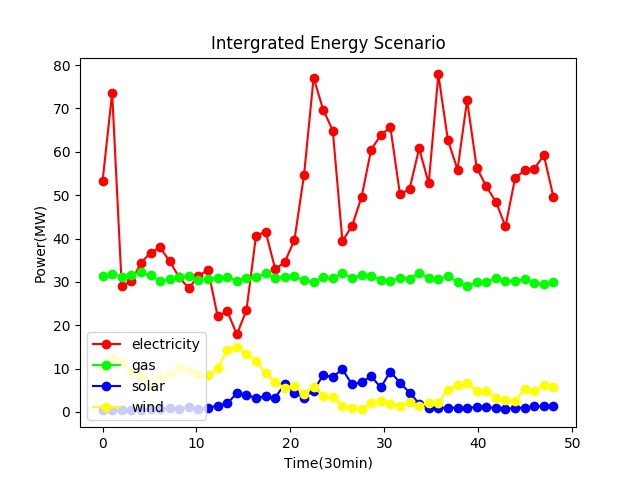 Intergrated Energy Scenario
Power(MW)
80
70
60
50
40
30
20
10
0
electricity
gas
solar
wind
0 10 20 30 40 50
Time(30min)